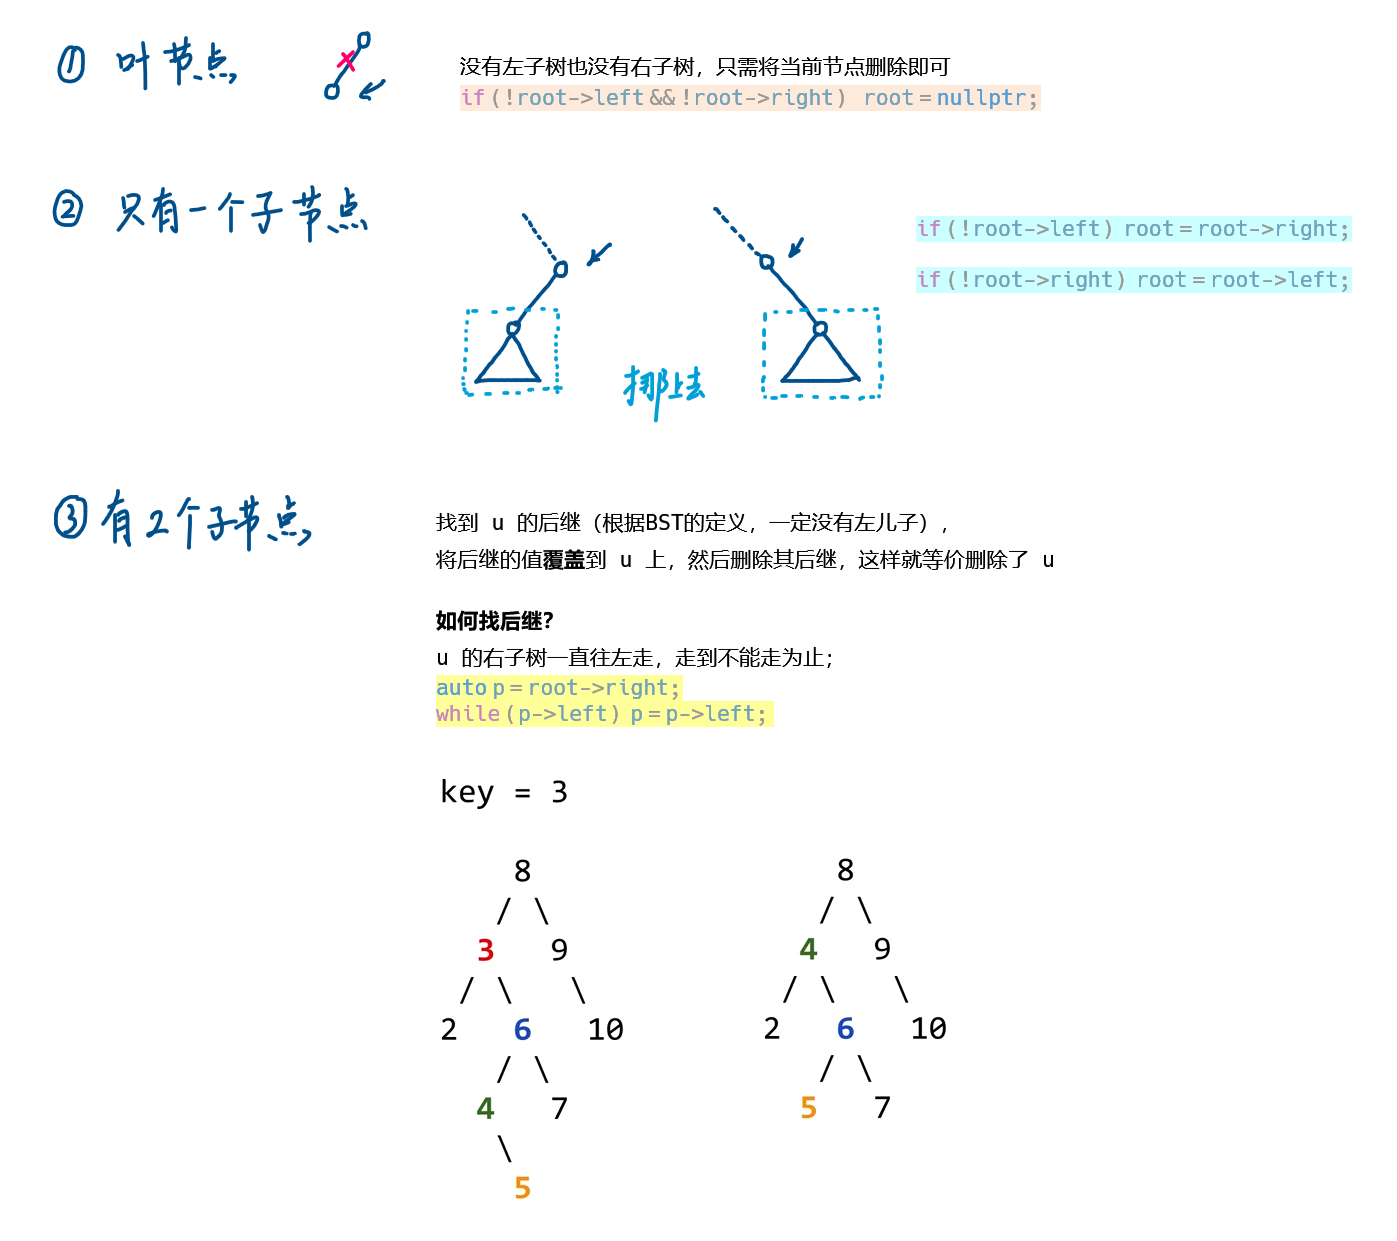 ① 叶节点
没有左子树也没有右子树，只需将当前节点删除即可
if(!root->left && !root->right) root = nullptr;
② 只有一个子节点
if(!root->left) root = root->right;
if(!root->right) root = root->left;
挪上去
③ 有2个子节点
找到 u 的后继（根据BST的定义，一定没有左儿子），
将后继的值覆盖到 u 上，然后删除其后继，这样就等价删除了 u
如何找后继？
u 的右子树一直往左走，走到不能走为止；
auto p = root->right;
while(p->left) p = p->left;
key = 3
8 8
/ \ / \
3 9 4 9
/ \ \ / \ \
2 6 10 2 6 10
/ \ / \
4 7 5 7
\
5